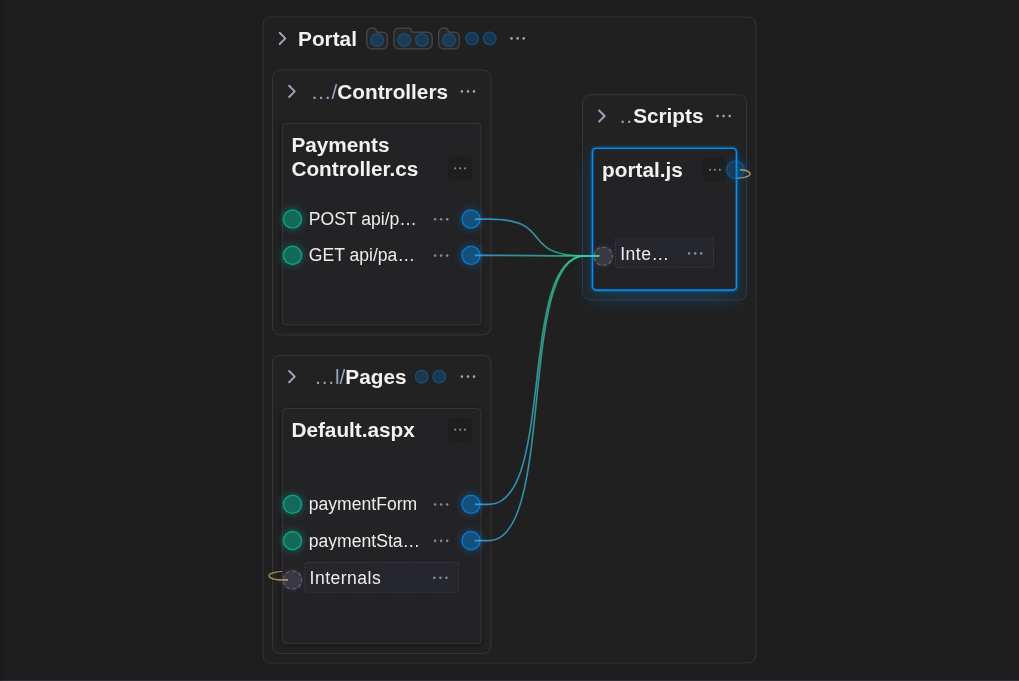 Portal
…/Controllers
Payments
Controller.cs
POST api/p…
GET api/pa…
..Scripts
portal.js
Inte…
…l/Pages
Default.aspx
paymentForm
paymentSta…
Internals